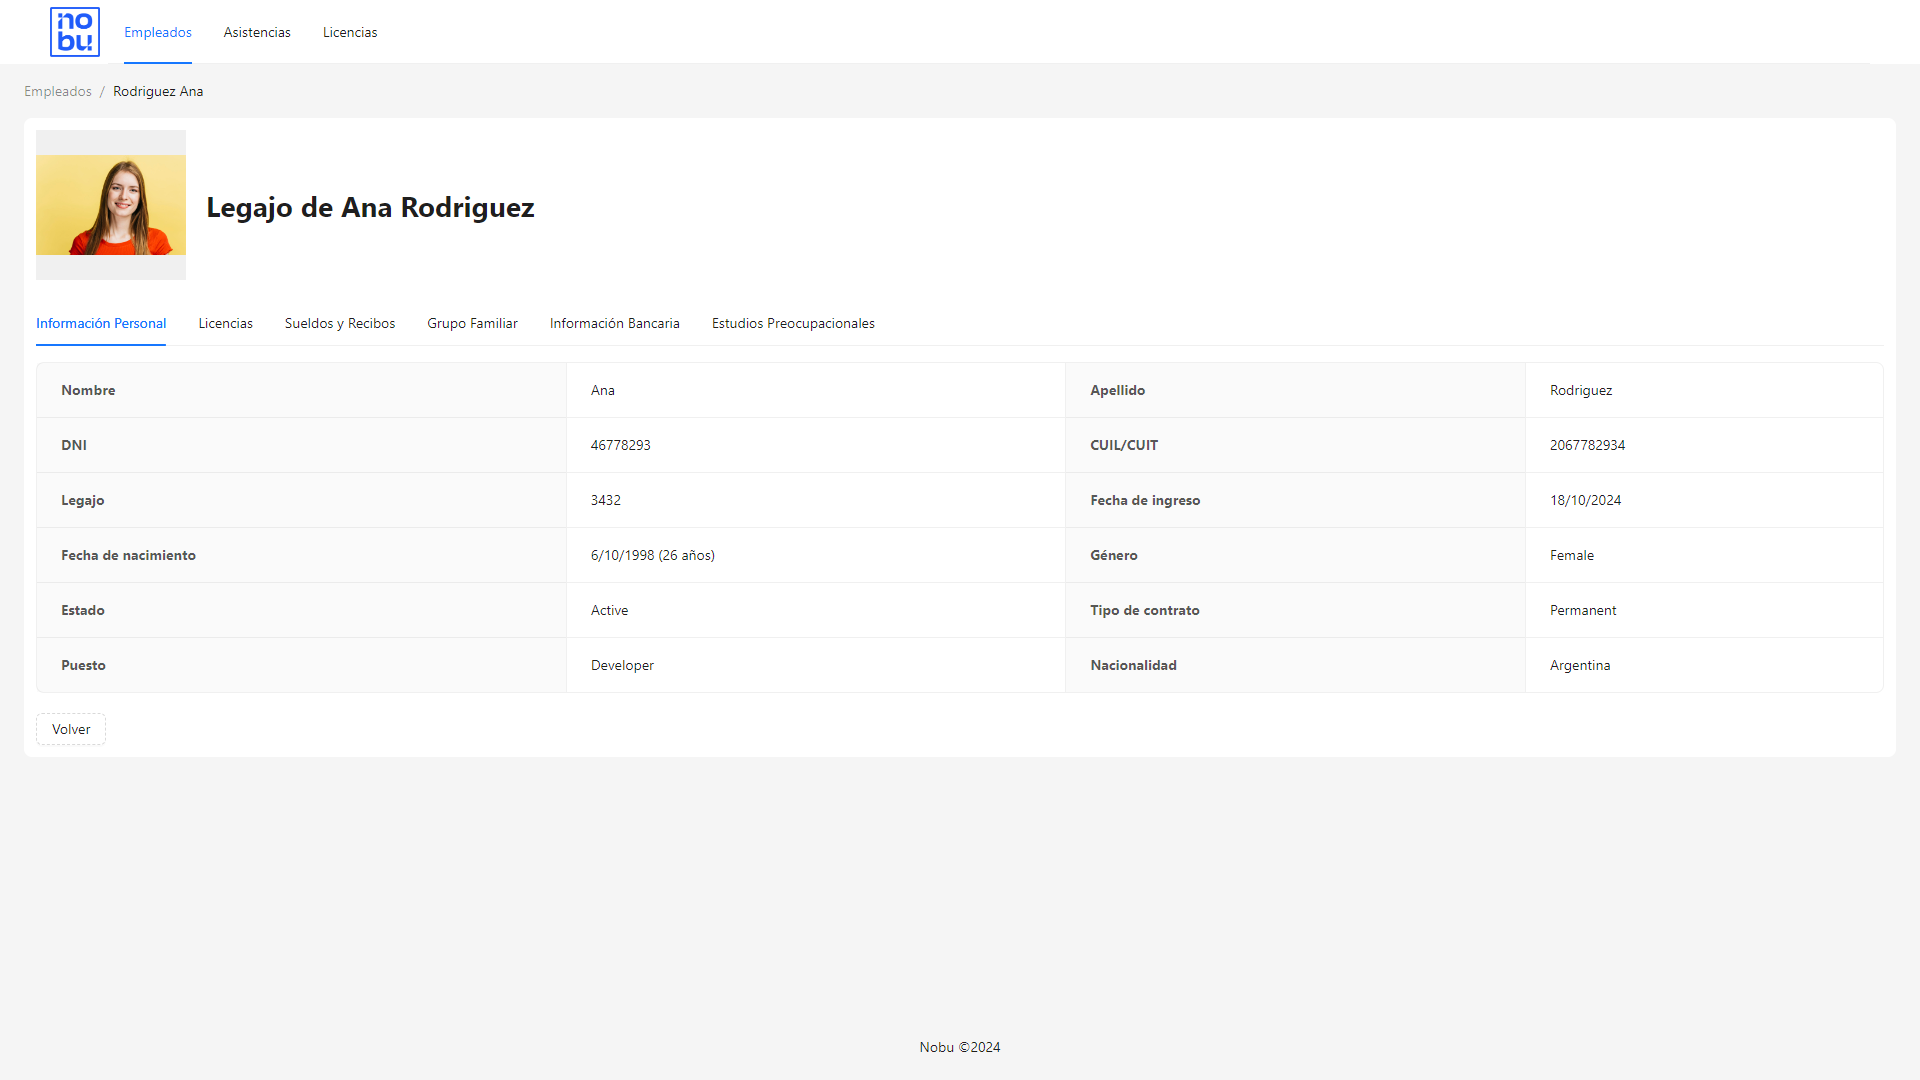 nobu
Empleados Asistencias Licencias
Empleados / Rodriguez Ana
Legajo de Ana Rodriguez
Información Personal Licencias Sueldos y Recibos Grupo Familiar Información Bancaria Estudios Preocupacionales
Nombre Ana Apellido Rodriguez
DNI 46778293 CUIL/CUIT 2067782934
Legajo 3432 Fecha de ingreso 18/10/2024
Fecha de nacimiento 6/10/1998 (26 años) Género Female
Estado Active Tipo de contrato Permanent
Puesto Developer Nacionalidad Argentina
Volver
Nobu ©2024